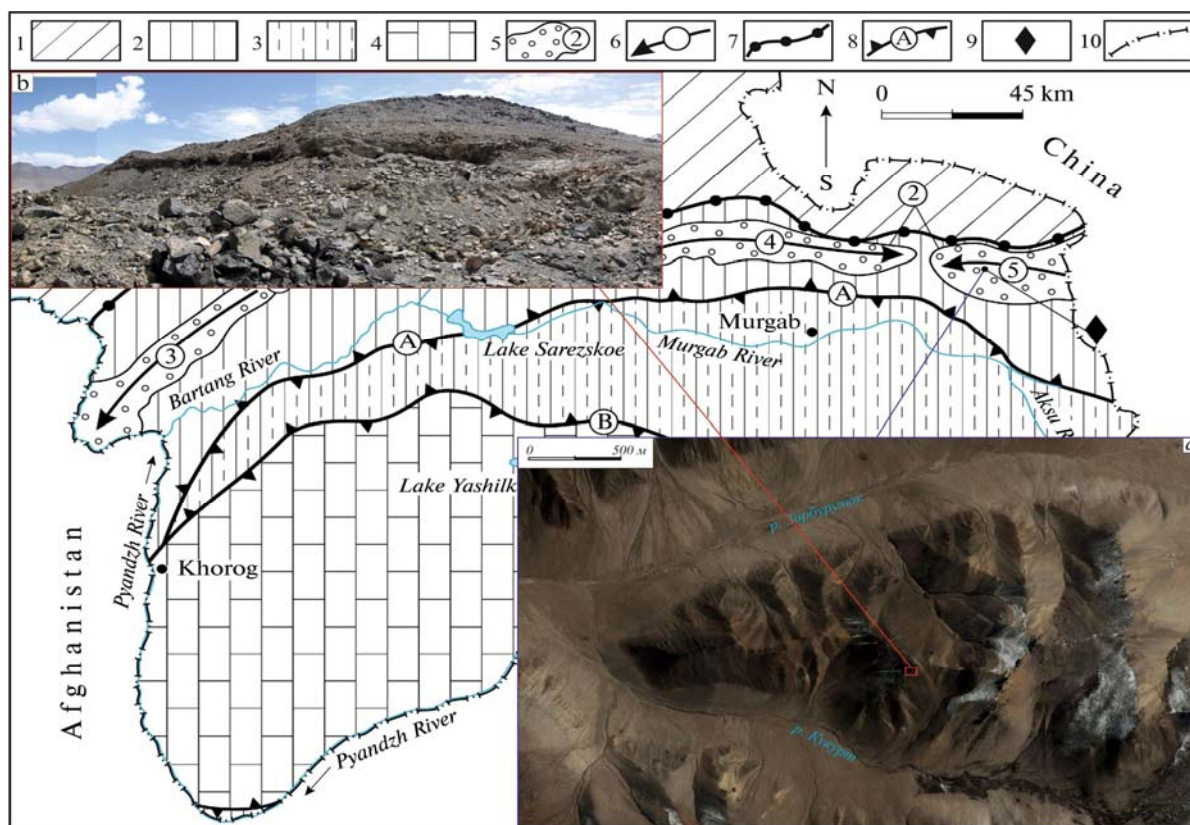 1 2 3 4 5 ② 6 7 8 Ⓐ 9 10
b
N
S
0 45 km
China
②
④
⑤
Ⓐ
Murgab
Murgab River
Lake Sarezskoe
Ⓐ
③
Bartang River
Aksu R
Ⓑ
Lake Yashilk
0 500 м
Pyandzh River
Khorog
Afghanistan
р. Кукурт
Pyandzh River